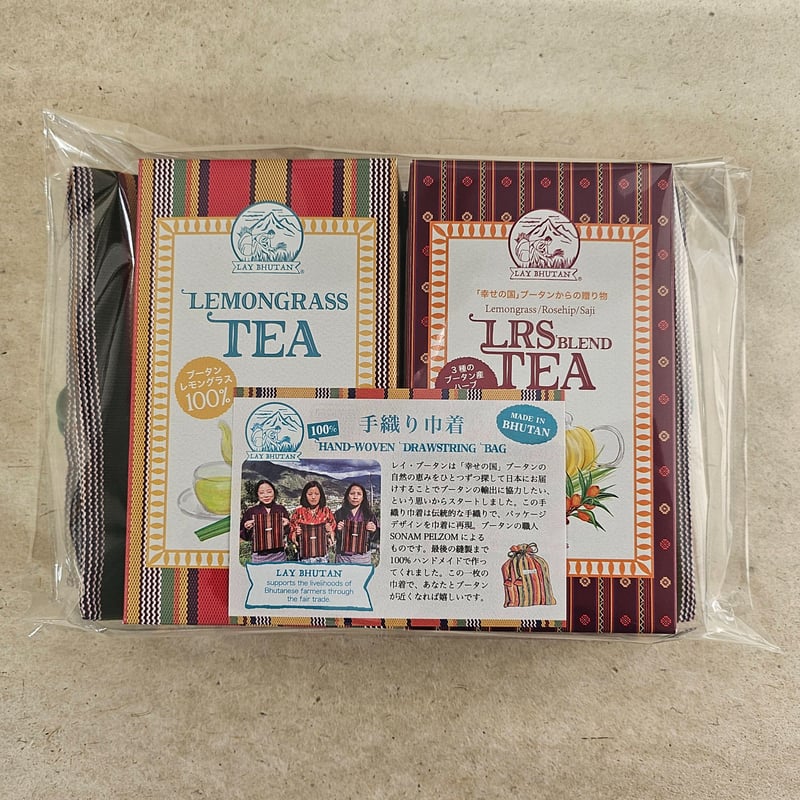 LAY BHUTAN
LEMONGRASS
TEA
ブータン
レモングラス
100%
LAY BHUTAN
「幸せの国」ブータンからの贈り物
Lemongrass/Rosehip/Saji
LRS BLEND
TEA
3種の
ブータン産
ハーブ
LAY BHUTAN
100%
手織り巾着
HAND-WOVEN DRAWSTRING BAG
MADE IN
BHUTAN
レイ・ブータンは「幸せの国」ブータンの
自然の恵みをひとつずつ探して日本にお届
けすることでブータンの輸出に協力したい、
という思いからスタートしました。この手
織り巾着は伝統的な手織りで、パッケージ
デザインを巾着に再現。ブータンの職人
SONAM PELZOM による
ものです。最後の縫製まで
100%ハンドメイドで作っ
てくれました。この一枚の
巾着で、あなたとブータン
が近くなれば嬉しいです。
LAY BHUTAN
supports the livelihoods of
Bhutanese farmers through
the fair trade.